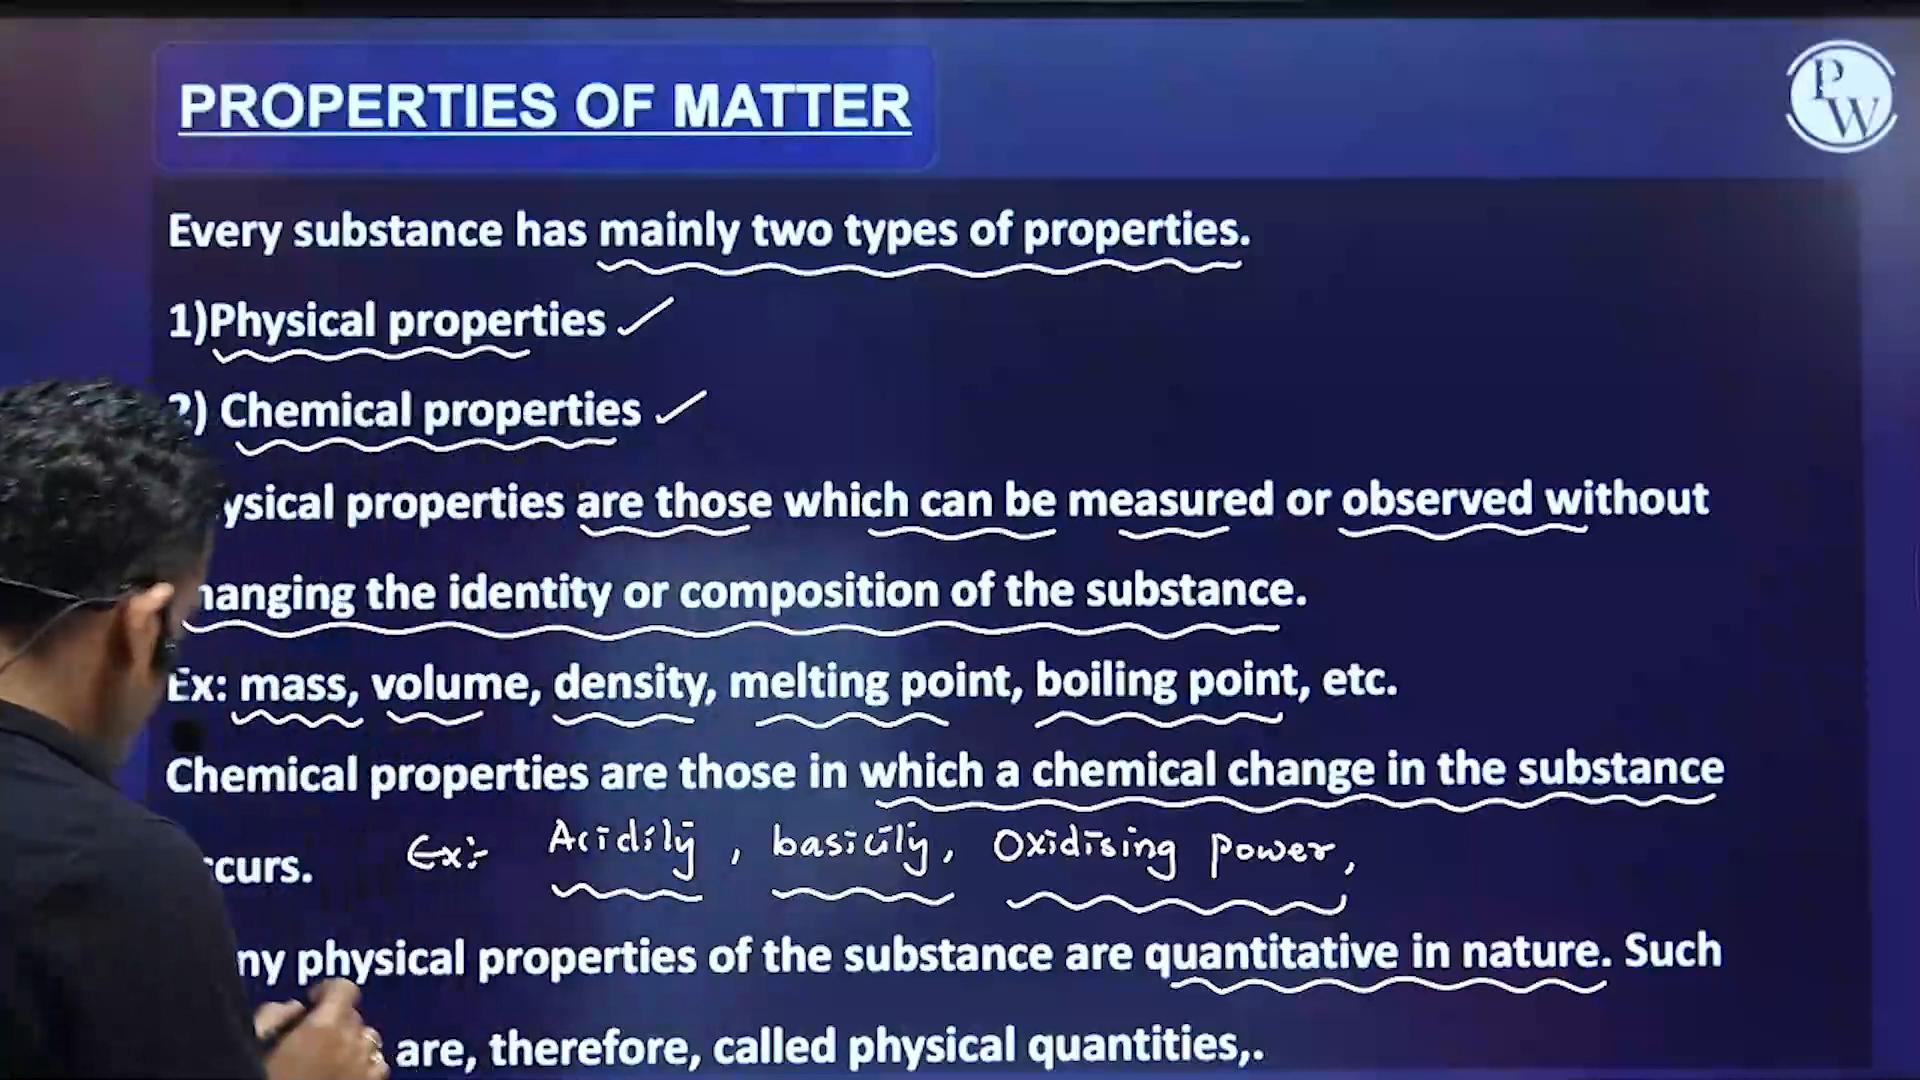 PROPERTIES OF MATTER
PW
Every substance has mainly two types of properties.
1)Physical properties
2) Chemical properties
ysical properties are those which can be measured or observed without
hanging the identity or composition of the substance.
Ex: mass, volume, density, melting point, boiling point, etc.
Chemical properties are those in which a chemical change in the substance
ccurs. Ex:- Acidity, basicity, Oxidising power,
ny physical properties of the substance are quantitative in nature. Such
are, therefore, called physical quantities,.